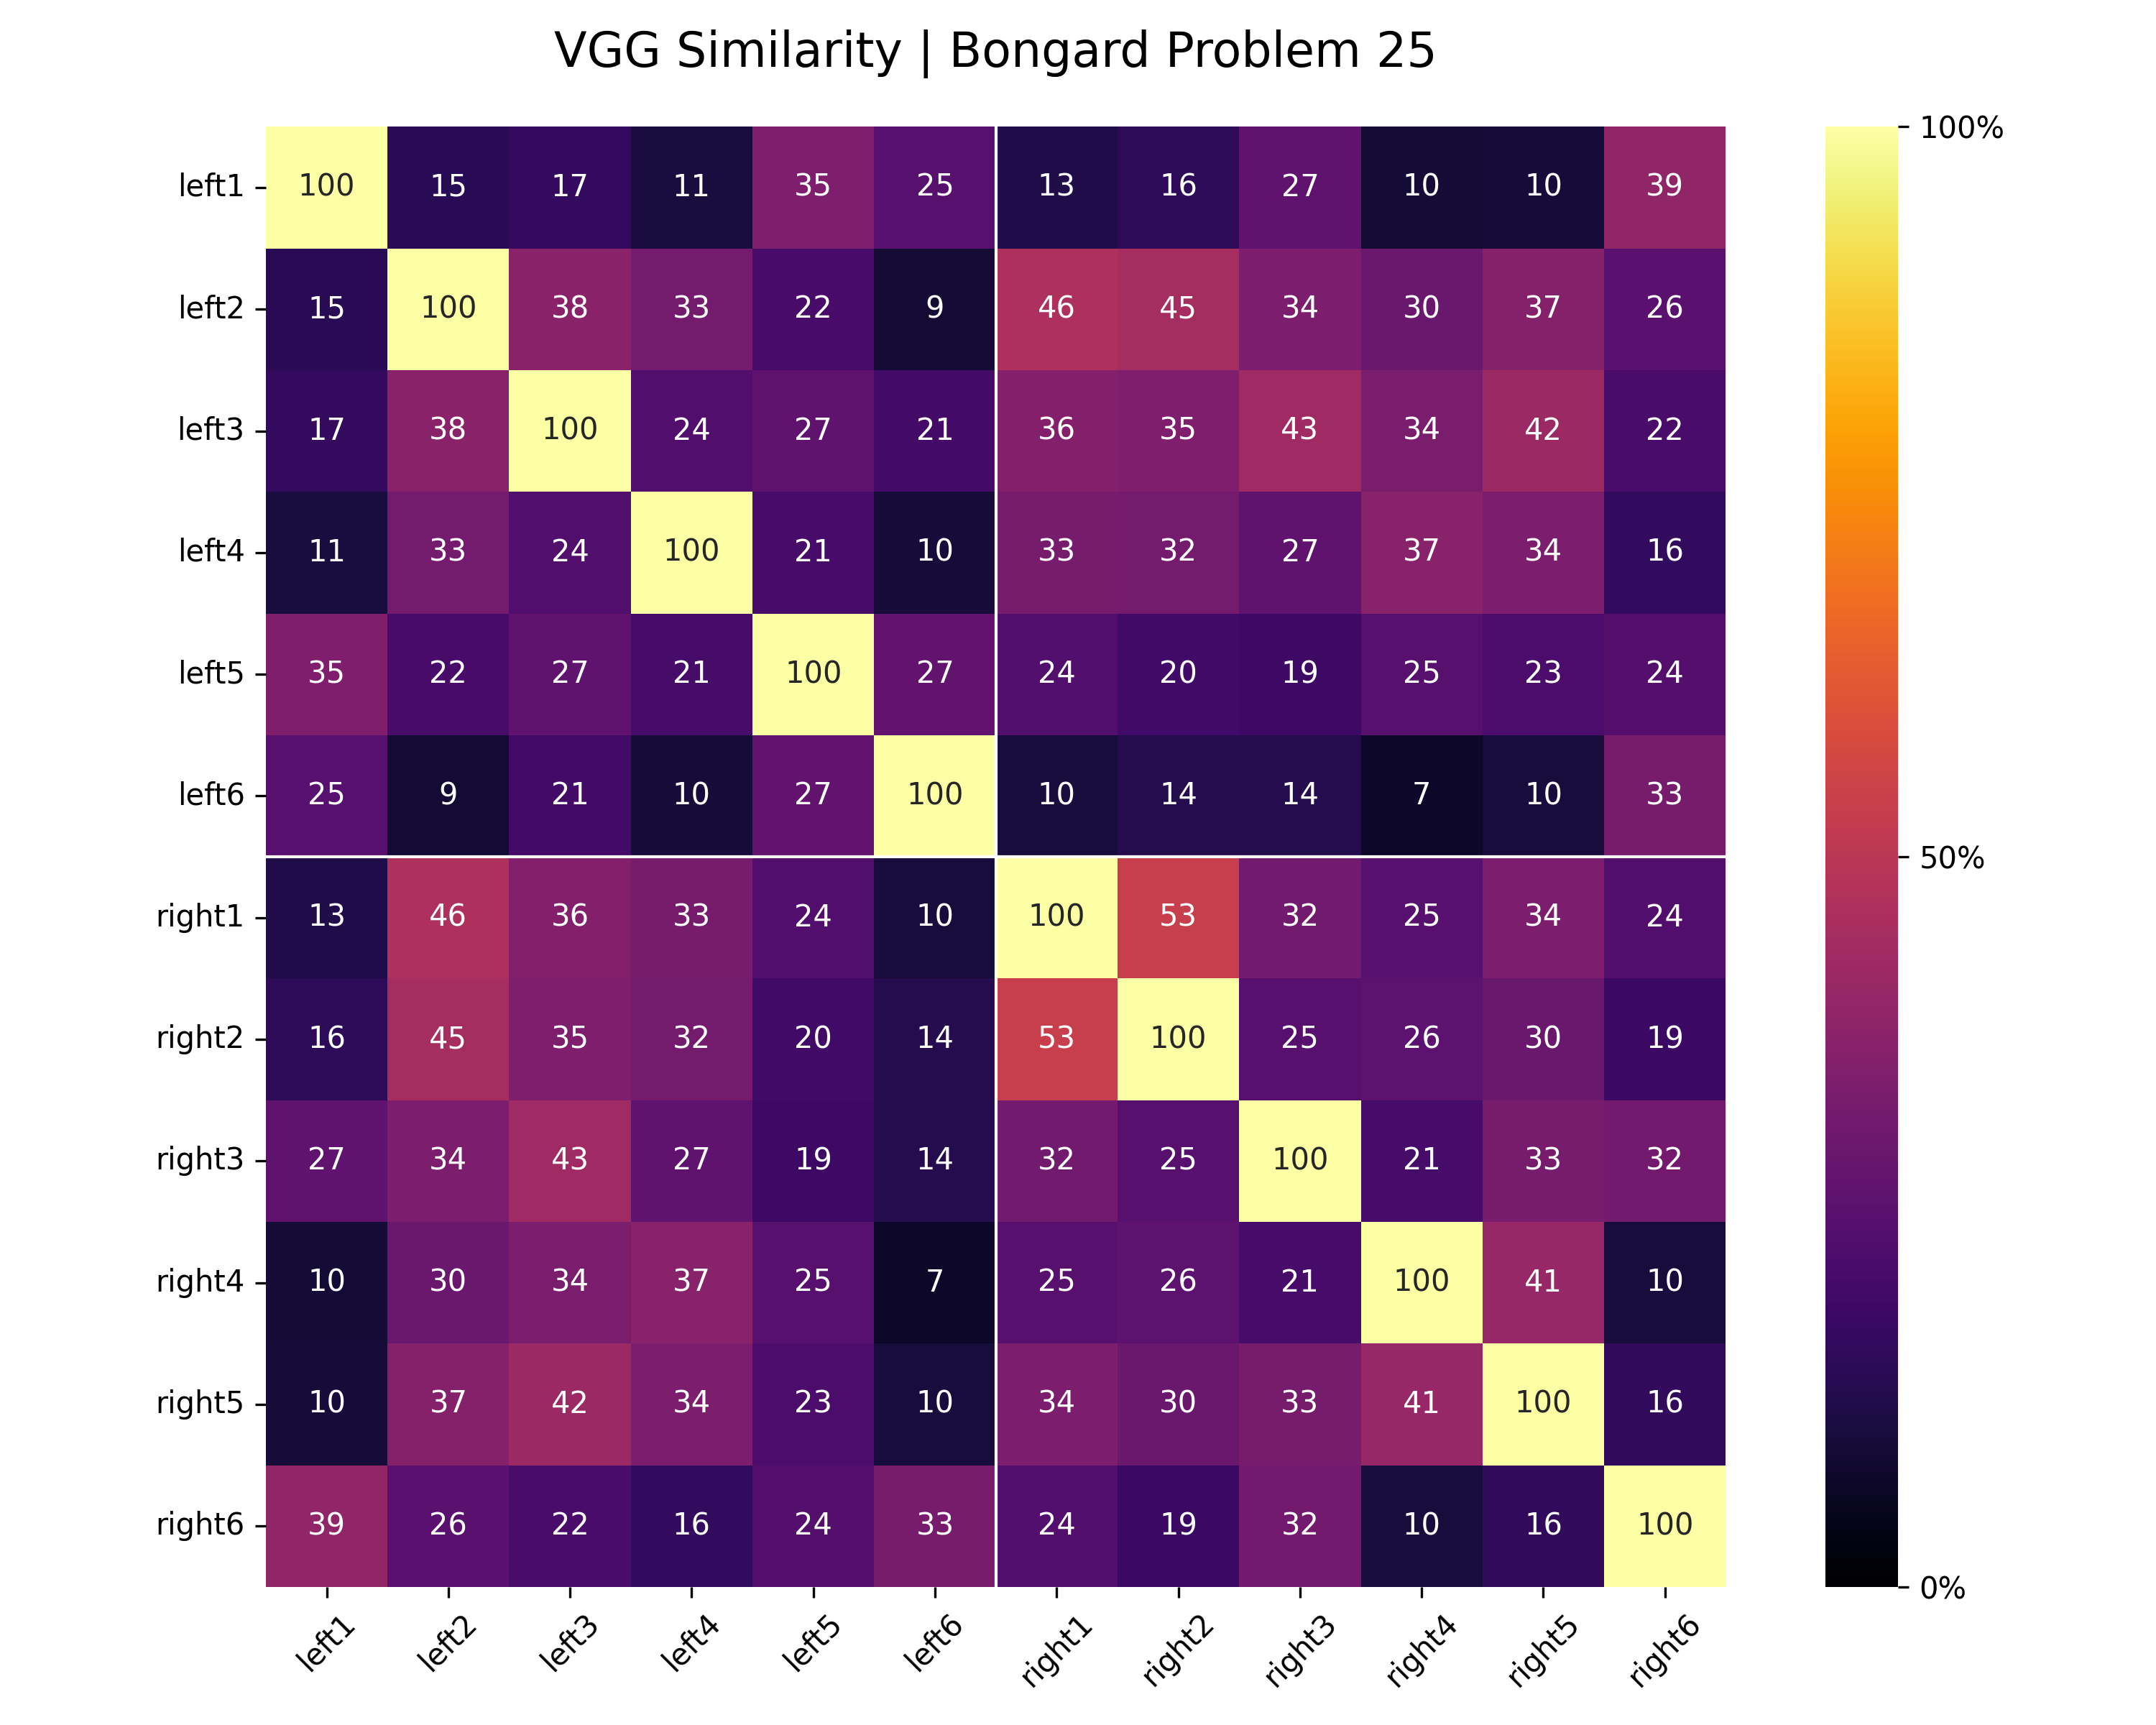 VGG Similarity | Bongard Problem 25
left1 100 15 17 11 35 25 13 16 27 10 10 39
left2 15 100 38 33 22 9 46 45 34 30 37 26
left3 17 38 100 24 27 21 36 35 43 34 42 22
left4 11 33 24 100 21 10 33 32 27 37 34 16
left5 35 22 27 21 100 27 24 20 19 25 23 24
left6 25 9 21 10 27 100 10 14 14 7 10 33
right1 13 46 36 33 24 10 100 53 32 25 34 24
right2 16 45 35 32 20 14 53 100 25 26 30 19
right3 27 34 43 27 19 14 32 25 100 21 33 32
right4 10 30 34 37 25 7 25 26 21 100 41 10
right5 10 37 42 34 23 10 34 30 33 41 100 16
right6 39 26 22 16 24 33 24 19 32 10 16 100
left1 left2 left3 left4 left5 left6 right1 right2 right3 right4 right5 right6
100%
50%
0%